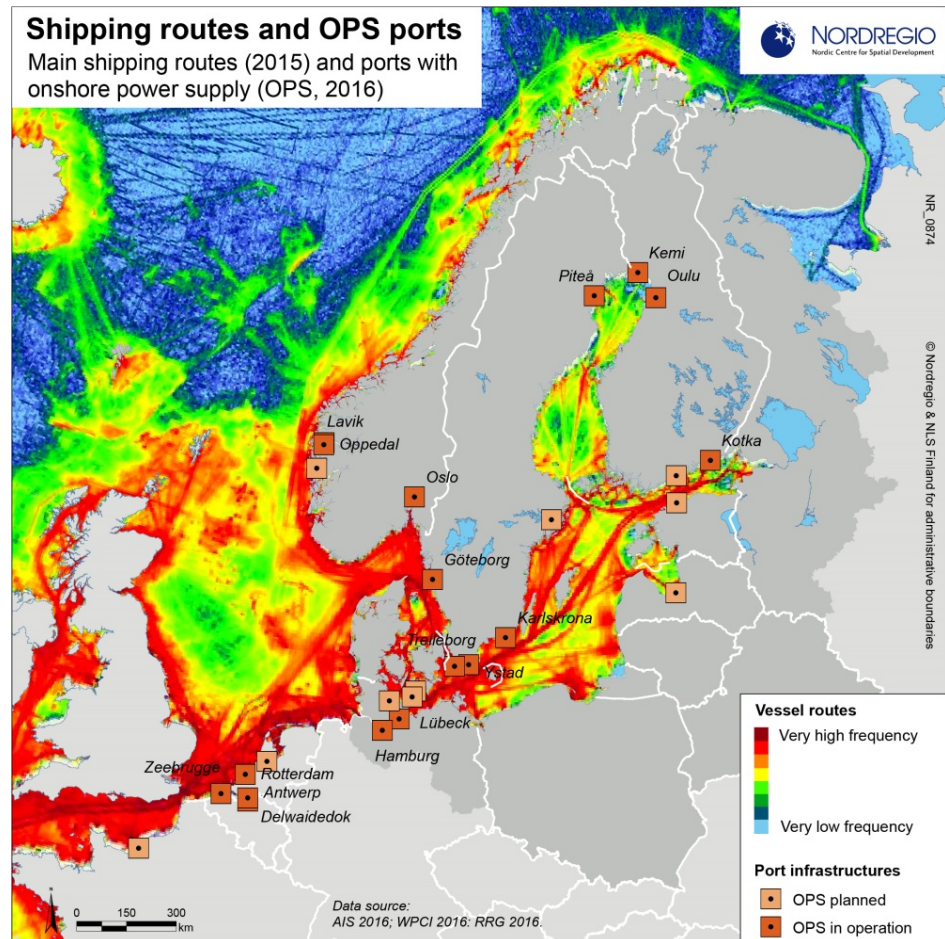 Shipping routes and OPS ports
Main shipping routes (2015) and ports with
onshore power supply (OPS, 2016)
NORDREGIO
Nordic Centre for Spatial Development
NR_0874
© Nordregio & NLS Finland for administrative boundaries
Kemi
Piteå
Oulu
Lavik
Oppedal
Kotka
Oslo
Göteborg
Karlskrona
Trelleborg
Ystad
Lübeck
Hamburg
Zeebrugge
Rotterdam
Antwerp
Delwaidedok
Vessel routes
Very high frequency
Very low frequency
Port infrastructures
OPS planned
OPS in operation
N
0 150 300
km
Data source:
AIS 2016; WPCI 2016: RRG 2016.